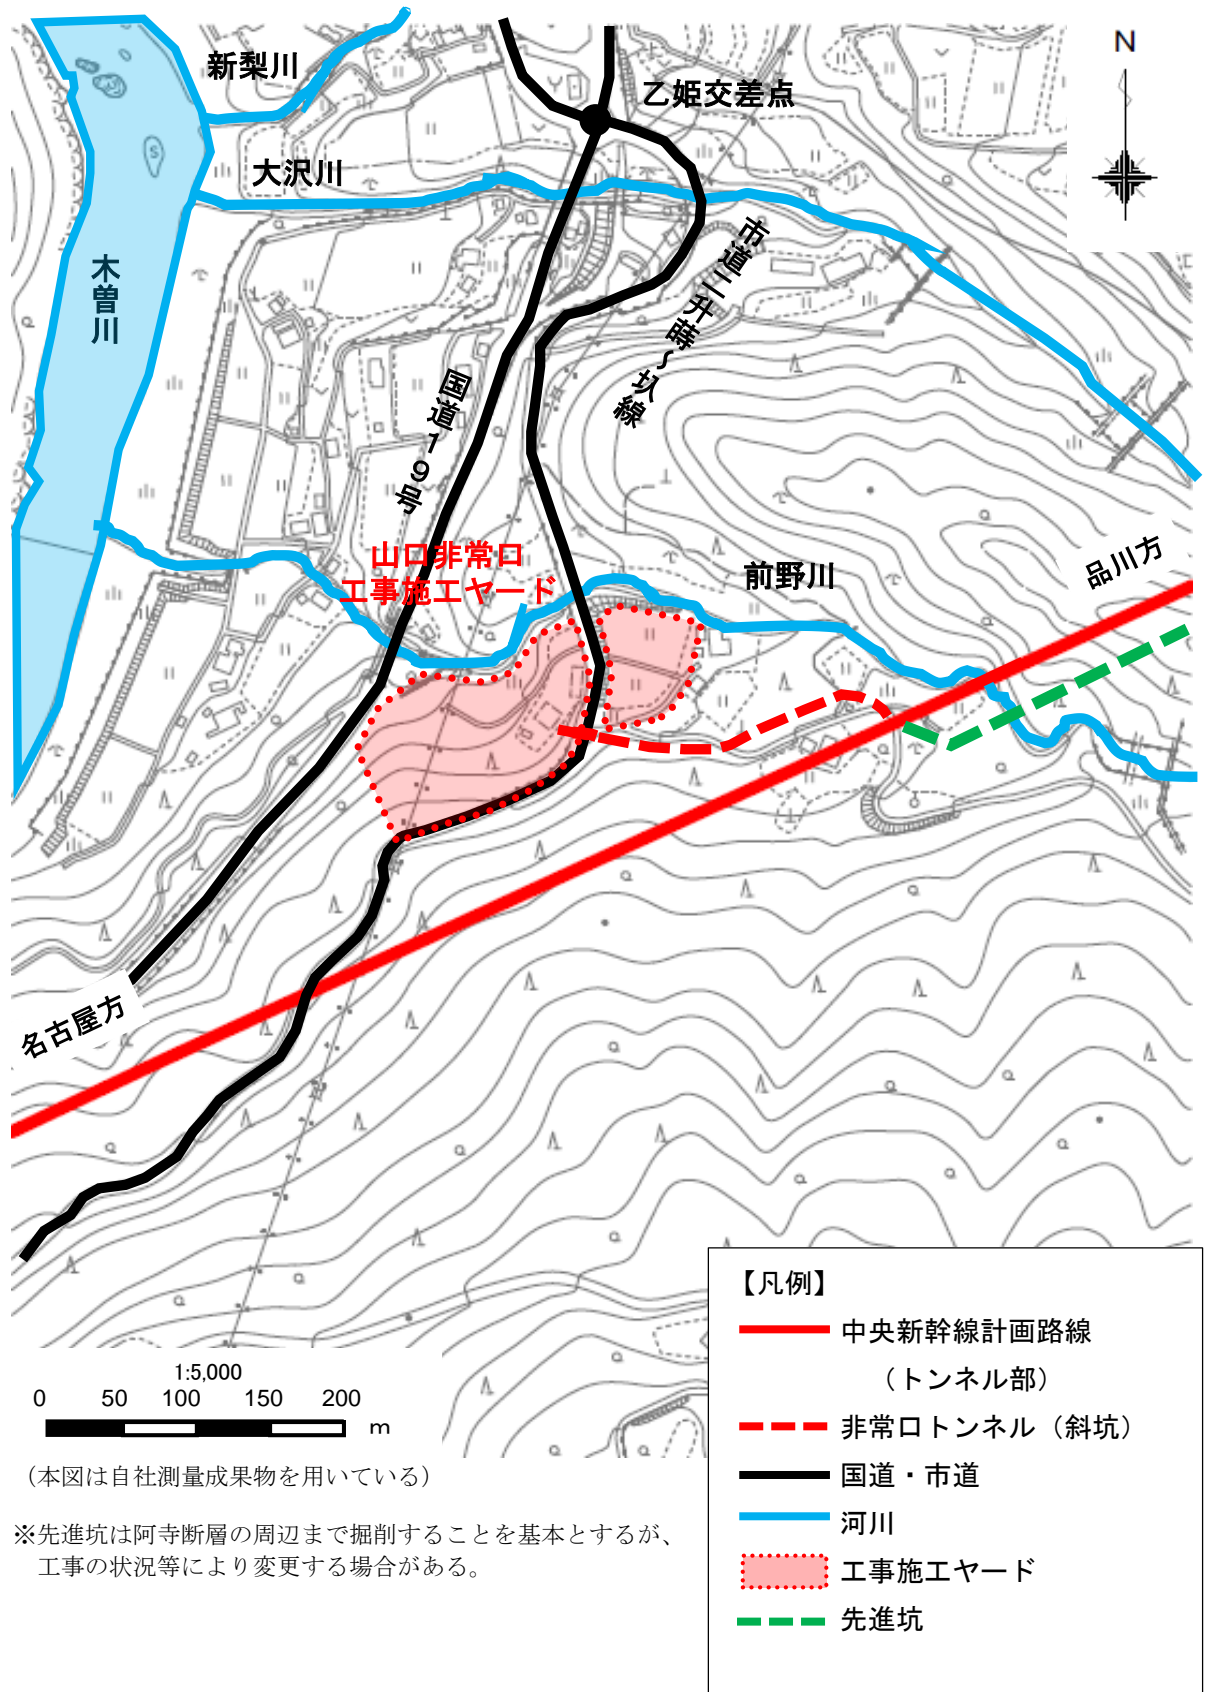 N
新梨川
乙姫交差点
大沢川
木曽川
市道二升蒔〜圦線
国道19号
山口非常口
工事施工ヤード
前野川
品川方
名古屋方
1:5,000
0 50 100 150 200
m
（本図は自社測量成果物を用いている）
※先進坑は阿寺断層の周辺まで掘削することを基本とするが、
工事の状況等により変更する場合がある。
【凡例】
中央新幹線計画路線
（トンネル部）
非常口トンネル（斜坑）
国道・市道
河川
工事施工ヤード
先進坑